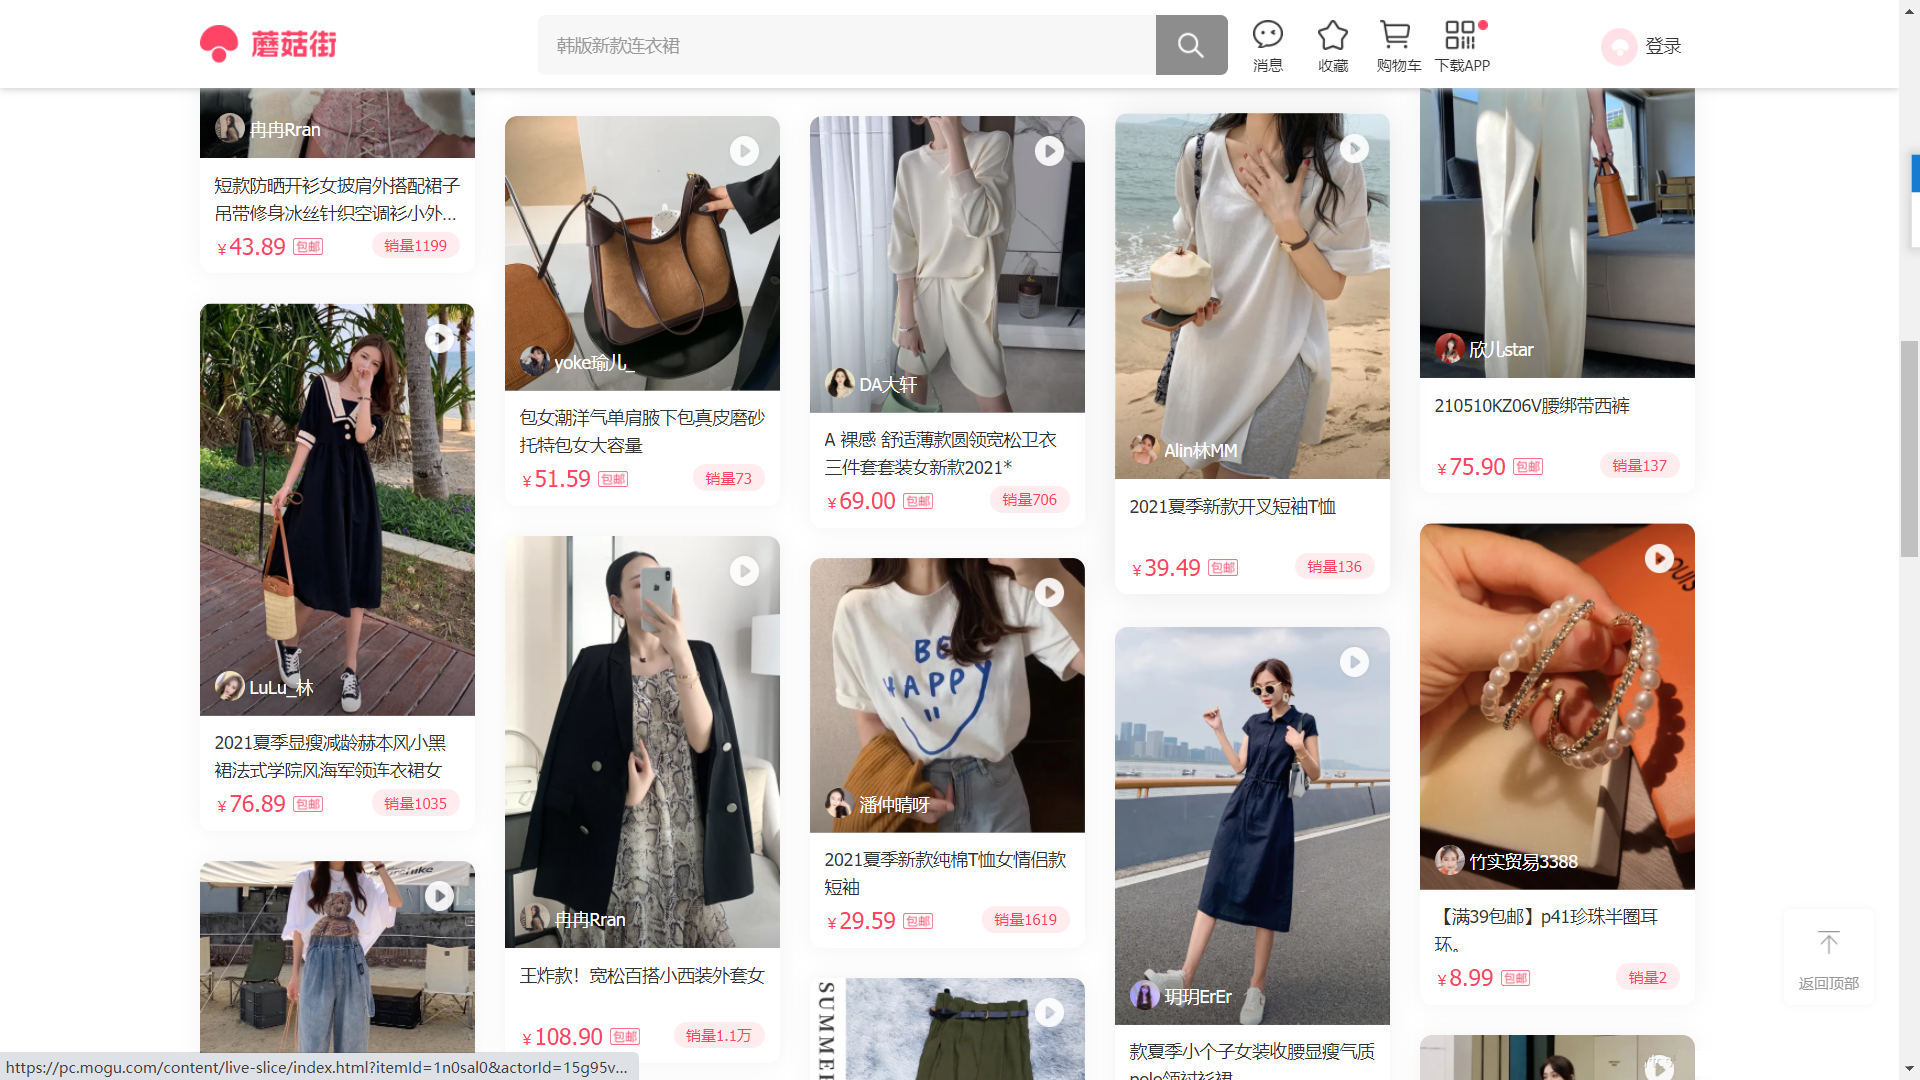 蘑菇街
韩版新款连衣裙
消息
收藏
购物车
下载APP
登录
冉冉Rran
短款防晒开衫女披肩外搭配裙子
吊带修身冰丝针织空调衫小外...
¥43.89 包邮 销量1199
LuLu_林
2021夏季显瘦减龄赫本风小黑
裙法式学院风海军领连衣裙女
¥76.89 包邮 销量1035
yoke瑜儿_
包女潮洋气单肩腋下包真皮磨砂
托特包女大容量
¥51.59 包邮 销量73
冉冉Rran
王炸款！宽松百搭小西装外套女
¥108.90 包邮 销量1.1万
DA大轩
A 裸感 舒适薄款圆领宽松卫衣
三件套套装女新款2021*
¥69.00 包邮 销量706
BE
HAPPY
潘仲晴呀
2021夏季新款纯棉T恤女情侣款
短袖
¥29.59 包邮 销量1619
SUMMER
Alin林MM
2021夏季新款开叉短袖T恤
¥39.49 包邮 销量136
玥玥ErEr
款夏季小个子女装收腰显瘦气质
polo领衬衫裙
欣儿star
210510KZ06V腰绑带西裤
¥75.90 包邮 销量137
竹实贸易3388
【满39包邮】p41珍珠半圈耳
环。
¥8.99 包邮 销量2
返回顶部
https://pc.mogu.com/content/live-slice/index.html?itemId=1n0sal0&actorId=15g95v...